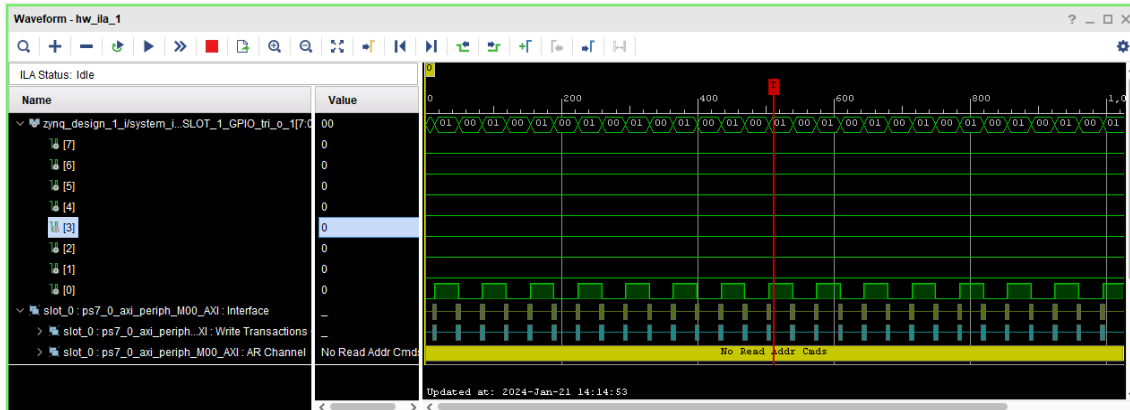 Waveform - hw_ila_1
ILA Status: Idle
Name Value
0
0 200 400 600 800 1,0
zynq_design_1_i/system_i...SLOT_1_GPIO_tri_o_1[7:0 00
01 00 01 00 01 00 01 00 01 00 01 00 01 00 01 00 01 00 01 00 01 00 01 00 01 00 01 00 01
[7] 0
[6] 0
[5] 0
[4] 0
[3] 0
[2] 0
[1] 0
[0] 0
slot_0 : ps7_0_axi_periph_M00_AXI : Interface _
slot_0 : ps7_0_axi_periph...XI : Write Transactions _
slot_0 : ps7_0_axi_periph_M00_AXI : AR Channel No Read Addr Cmds No Read Addr Cmds
Updated at: 2024-Jan-21 14:14:53